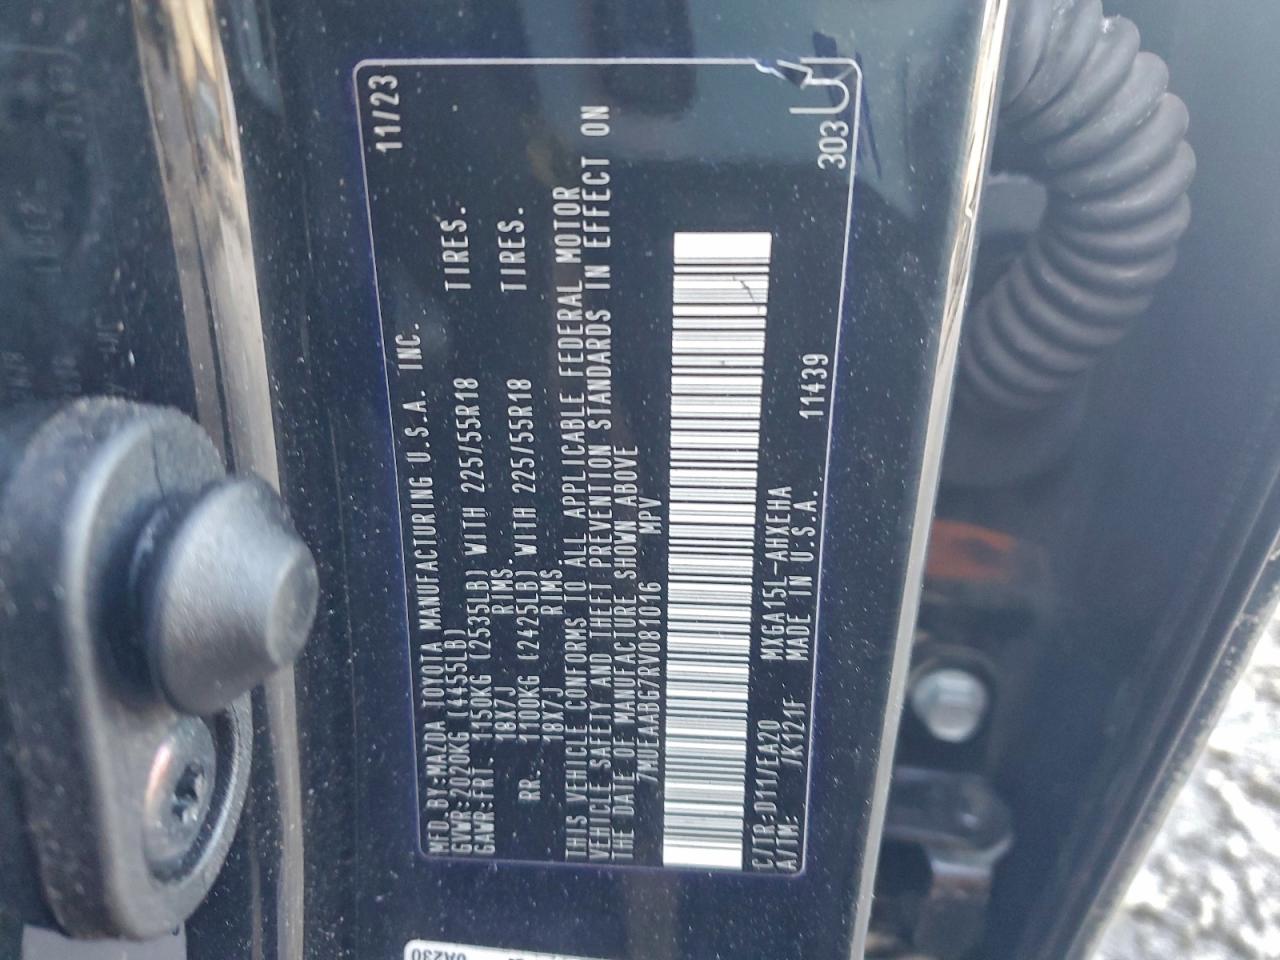 MFD. BY:MAZDA TOYOTA MANUFACTURING U.S.A. INC. 11/23
GVWR:2020KG (4455LB)
GAWR:FRT. 1150KG (2535LB) WITH 225/55R18 TIRES.
18X7J RIMS.
RR. 1100KG (2425LB) WITH 225/55R18 TIRES.
18X7J RIMS.
THIS VEHICLE CONFORMS TO ALL APPLICABLE FEDERAL MOTOR
VEHICLE SAFETY AND THEFT PREVENTION STANDARDS IN EFFECT ON
THE DATE OF MANUFACTURE SHOWN ABOVE
7MUEAABG7RV081016 MPV
C/TR:D11/EA20 MXGA15L-AHXEHA
A/TM: /K121F MADE IN U.S.A. 11439 303